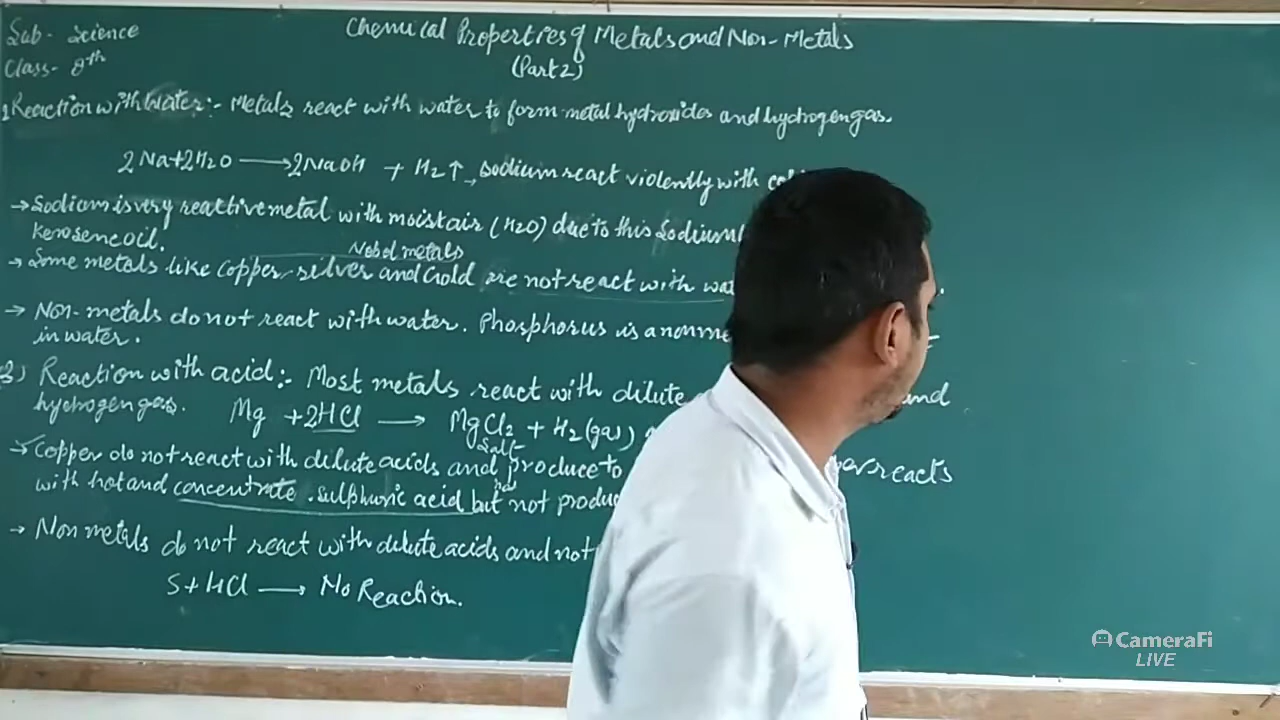 Sub- Science
Class- 8th
Chemical Properties of Metals and Non-Metals
(Part 2)
Reaction with Water:- Metals react with water to form metal hydroxides and hydrogen gas.
2Na+2H2O → 2NaOH + H2↑, sodium react violently with
→ Sodium is very reactive metal with moist air (H2O) due to this Sodium
Kerosene oil.
Nobel metals
→ Some metals like Copper, silver and Gold are not react with
→ Non-metals do not react with water. Phosphorus is a
in water.
3) Reaction with acid:- Most metals react with dilute and
hydrogen gas. Mg + 2HCl → MgCl2 + H2(gas)
Salt
→ Copper do not react with dilute acids and produce to reacts
with hot and concentrate sulphuric acid but not
→ Non metals do not react with dilute acids and not
S+HCl → No Reaction.
CameraFi
LIVE